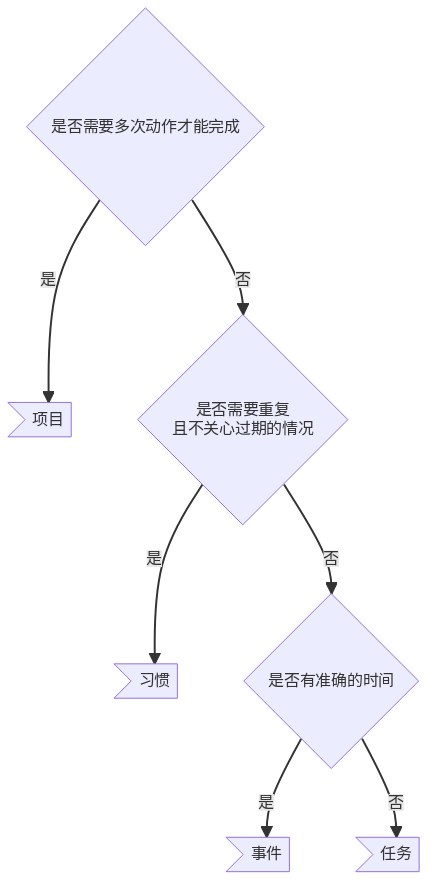 是否需要多次动作才能完成
是
否
项目
是否需要重复
且不关心过期的情况
是
否
习惯
是否有准确的时间
是
否
事件
任务